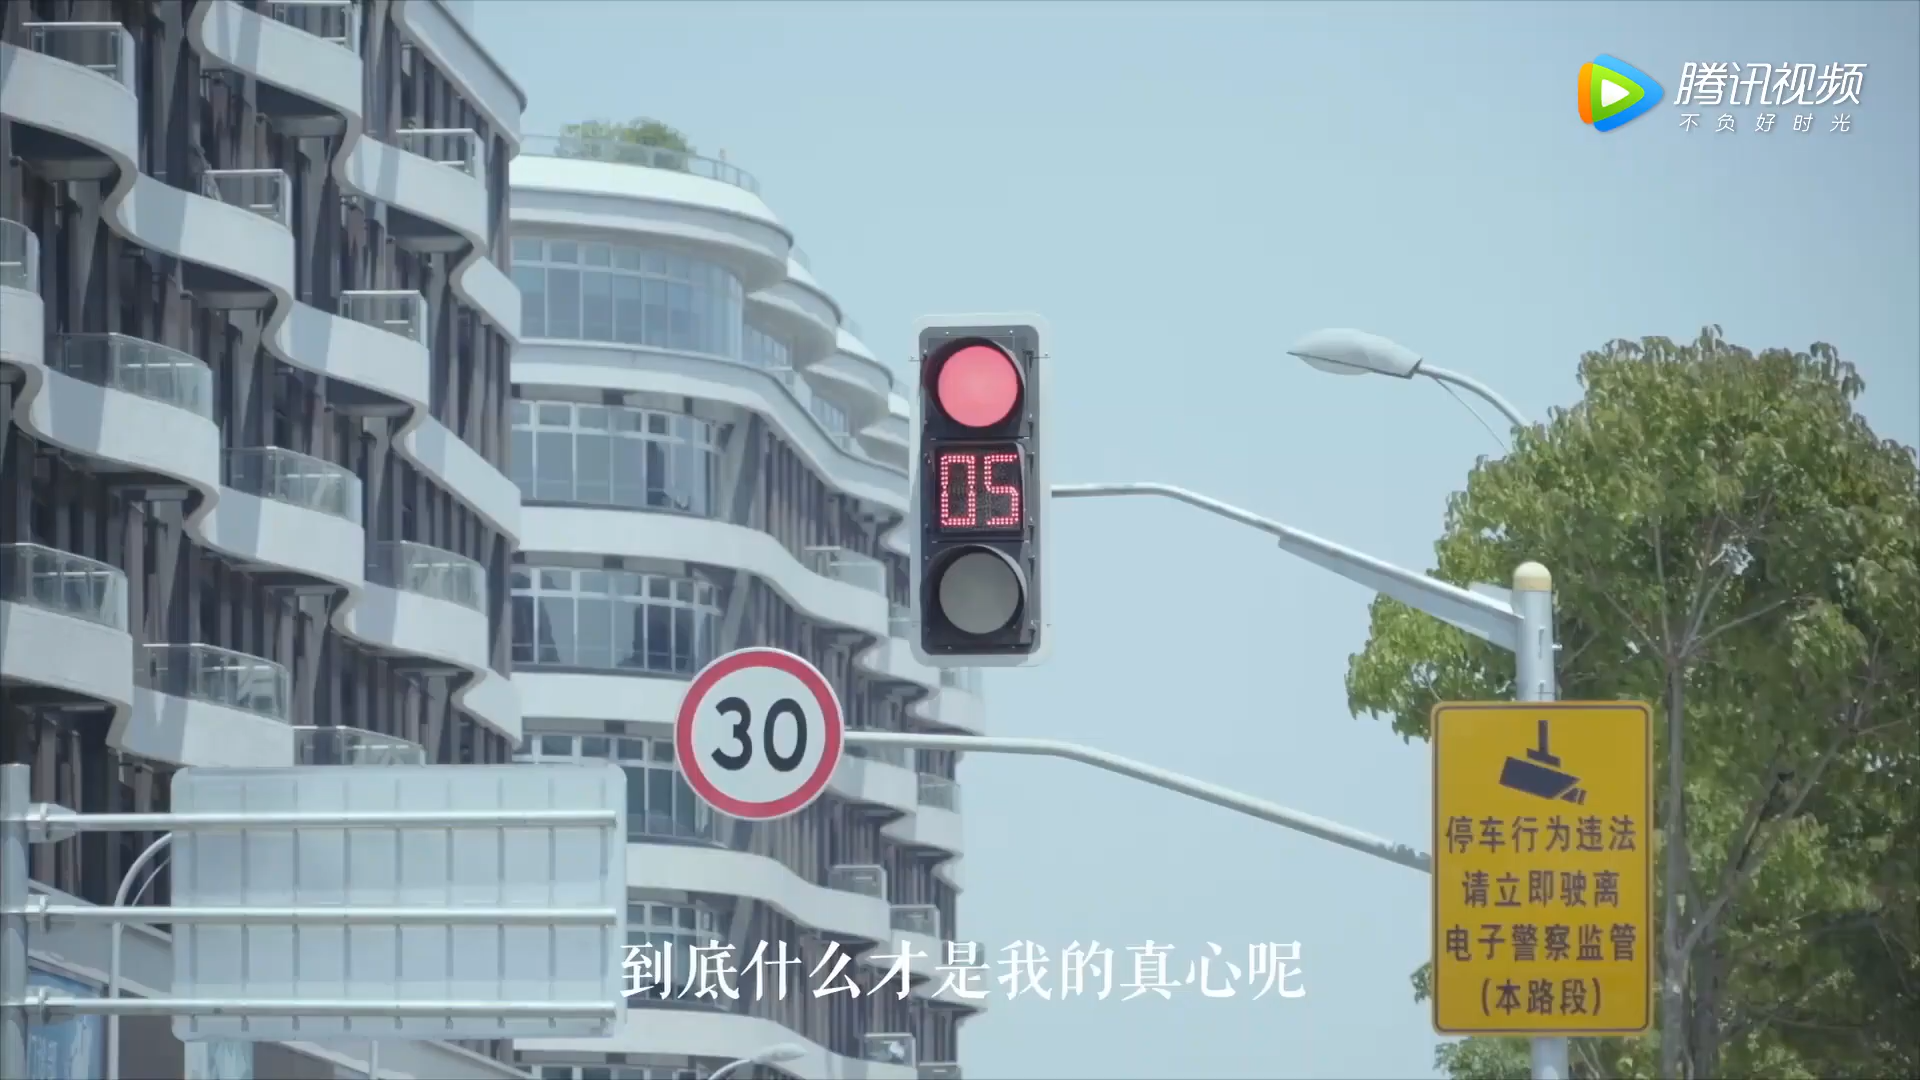 腾讯视频
不负好时光
05
30
停车行为违法
请立即驶离
电子警察监管
(本路段)
到底什么才是我的真心呢